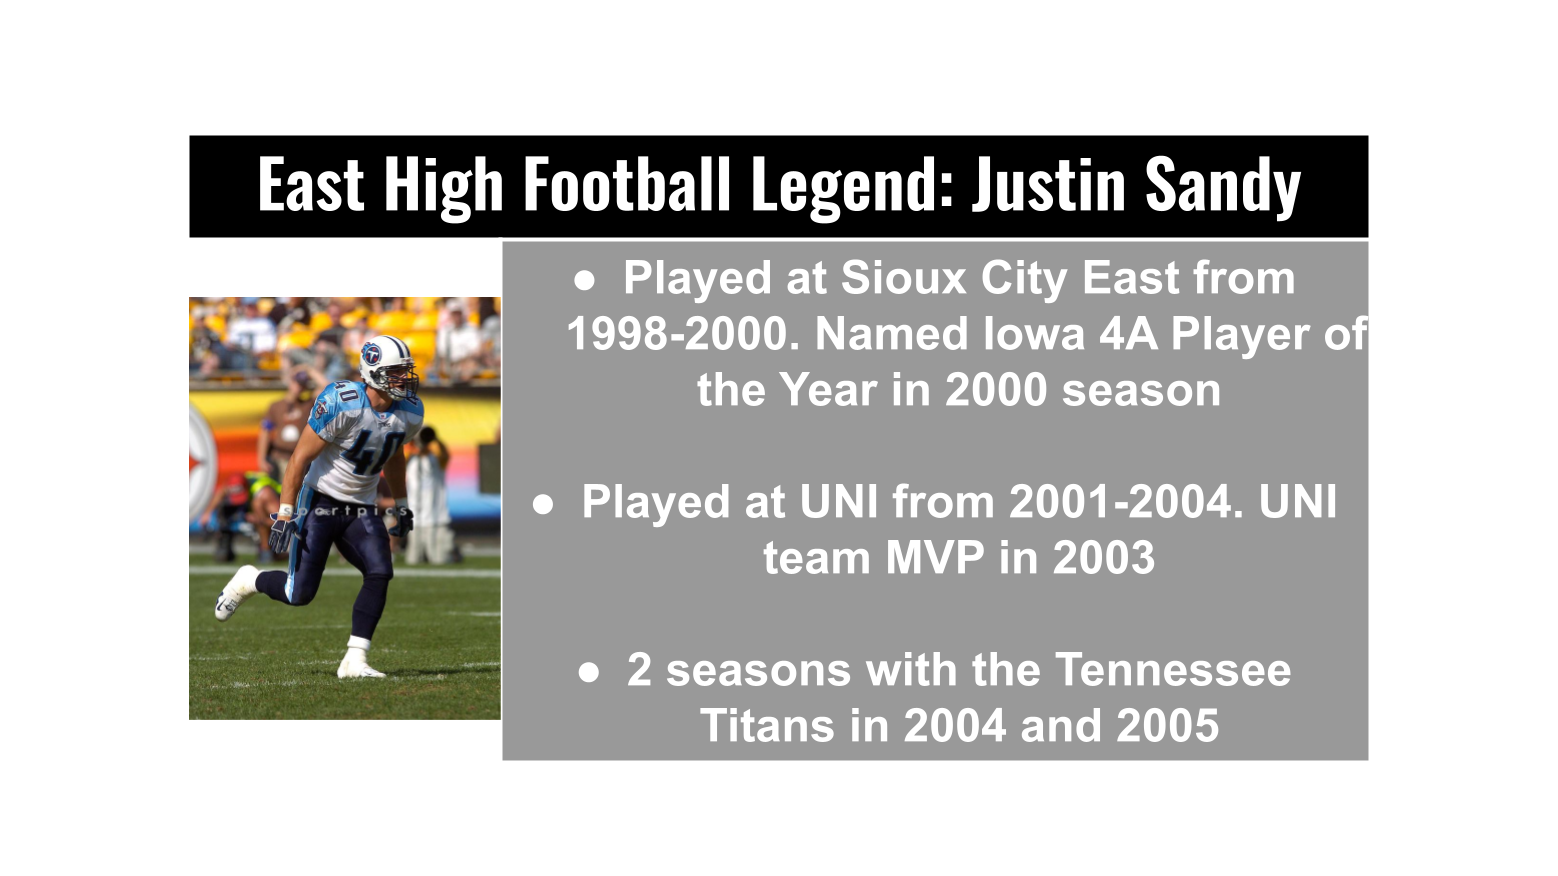 East High Football Legend: Justin Sandy
● Played at Sioux City East from
1998-2000. Named Iowa 4A Player of
the Year in 2000 season
● Played at UNI from 2001-2004. UNI
team MVP in 2003
● 2 seasons with the Tennessee
Titans in 2004 and 2005
40
40
sportpics